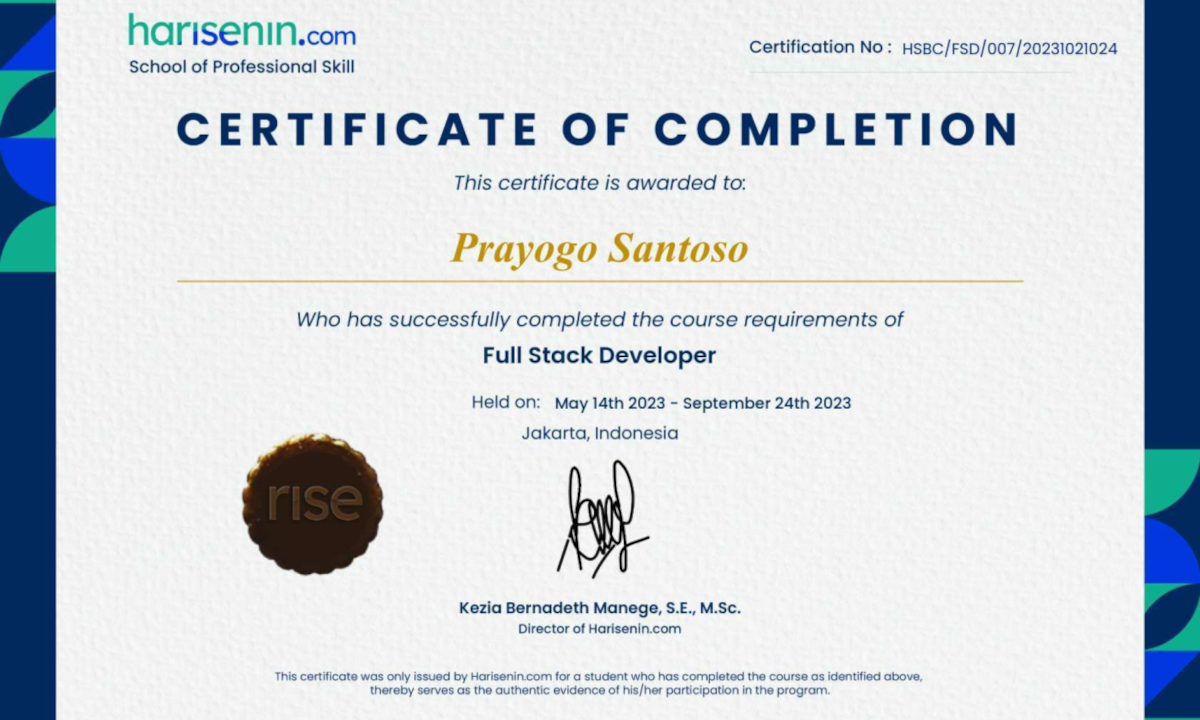 harisenin.com
School of Professional Skill
Certification No : HSBC/FSD/007/20231021024
CERTIFICATE OF COMPLETION
This certificate is awarded to:
Prayogo Santoso
Who has successfully completed the course requirements of
Full Stack Developer
Held on: May 14th 2023 - September 24th 2023
Jakarta, Indonesia
rise
Kezia Bernadeth Manege, S.E., M.Sc.
Director of Harisenin.com
This certificate was only issued by Harisenin.com for a student who has completed the course as identified above,
thereby serves as the authentic evidence of his/her participation in the program.